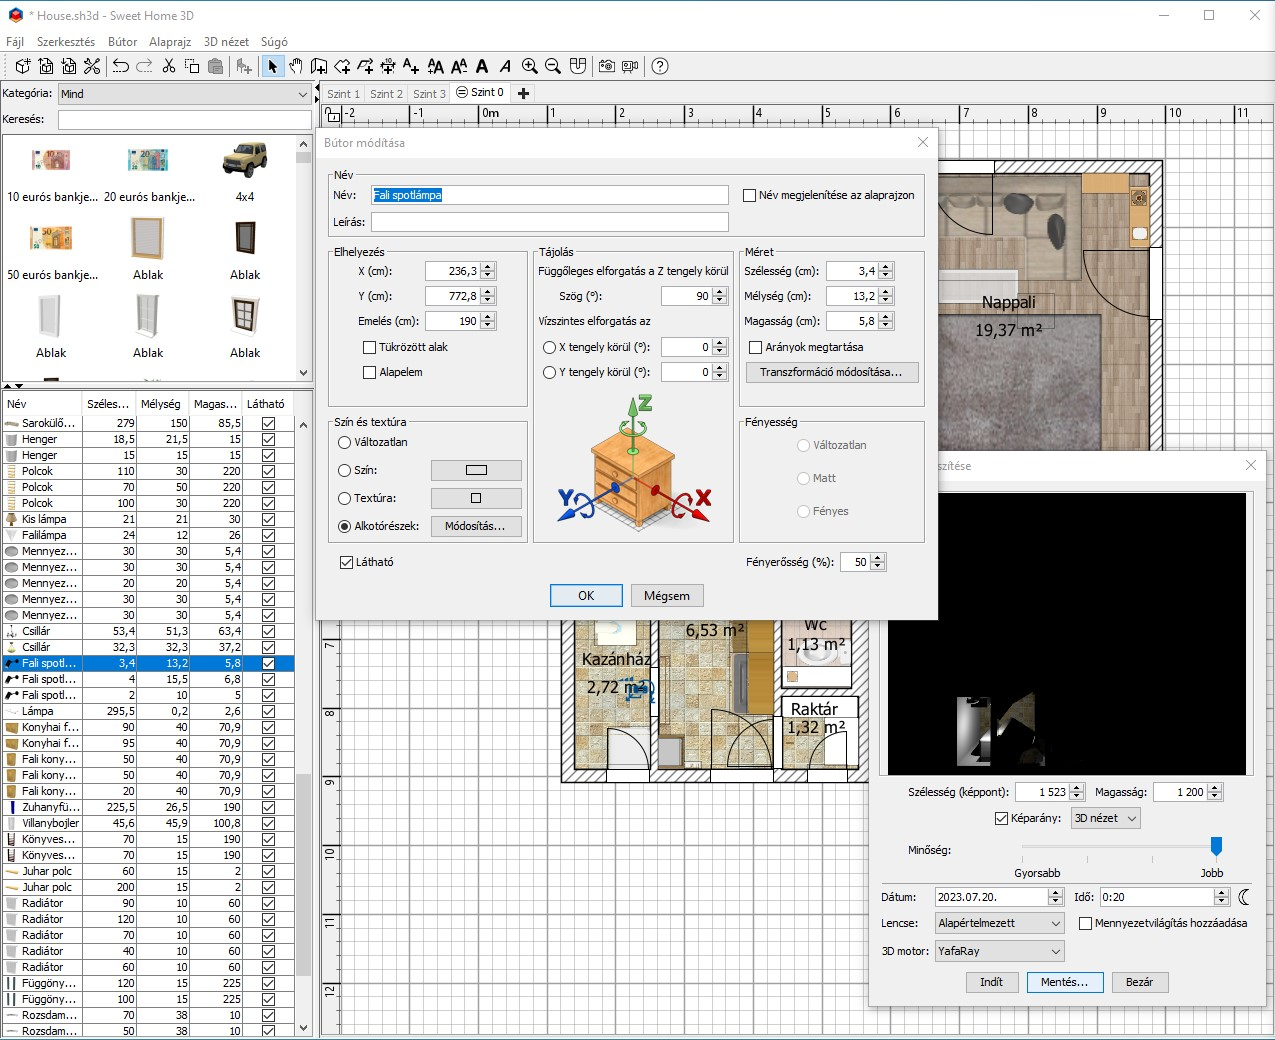 * House.sh3d - Sweet Home 3D
Fájl Szerkesztés Bútor Alaprajz 3D nézet Súgó
Kategória: Mind
Keresés:
10 eurós bankje... 20 eurós bankje... 4x4
50 eurós bankje... Ablak Ablak
Ablak Ablak Ablak
Név Széles... Mélység Magas... Látható
Sarokülő... 279 150 85,5
Henger 18,5 21,5 15
Henger 15 15 15
Polcok 110 30 220
Polcok 70 50 220
Polcok 100 30 220
Kis lámpa 21 21 30
Falilámpa 24 12 26
Mennyez... 30 30 5,4
Mennyez... 30 30 5,4
Mennyez... 20 20 5,4
Mennyez... 30 30 5,4
Mennyez... 30 30 5,4
Csillár 53,4 51,3 63,4
Csillár 32,3 32,3 37,2
Fali spotl... 3,4 13,2 5,8
Fali spotl... 4 15,5 6,8
Fali spotl... 2 10 5
Lámpa 295,5 0,2 2,6
Konyhai f... 90 40 70,9
Konyhai f... 95 40 70,9
Fali kony... 50 40 70,9
Fali kony... 50 40 70,9
Fali kony... 20 40 70,9
Zuhanyfü... 225,5 26,5 190
Villanybojler 45,6 45,9 100,8
Könyves... 70 15 190
Könyves... 70 15 190
Juhar polc 60 15 2
Juhar polc 200 15 2
Radiátor 90 10 60
Radiátor 120 10 60
Radiátor 70 10 60
Radiátor 40 10 60
Radiátor 60 10 60
Függöny... 120 15 225
Függöny... 100 15 225
Rozsdam... 70 38 10
Rozsdam... 50 38 10
Szint 1 Szint 2 Szint 3 Szint 0
-2 -1 0m 1 2 3 4 5 6 7 8 9 10 11
Bútor módítása
Név
Név: Fali spotlámpa Név megjelenítése az alaprajzon
Leírás:
Elhelyezés
X (cm): 236,3
Y (cm): 772,8
Emelés (cm): 190
Tükrözött alak
Alapelem
Tájolás
Függőleges elforgatás a Z tengely körül
Szög (°): 90
Vízszintes elforgatás az
X tengely körül (°): 0
Y tengely körül (°): 0
Z
Y X
Méret
Szélesség (cm): 3,4
Mélység (cm): 13,2
Magasság (cm): 5,8
Arányok megtartása
Transzformáció módosítása...
Szín és textúra
Változatlan
Szín:
Textúra:
Alkotórészek: Módosítás...
Fényesség
Változatlan
Matt
Fényes
Látható
Fényerősség (%): 50
OK Mégsem
Nappali
19,37 m²
6,53 m²
Wc
1,13 m²
Kazánház
2,72 m²
Raktár
1,32 m²
7
8
9
10
11
12
szítése
Szélesség (képpont): 1 523 Magasság: 1 200
Képarány: 3D nézet
Minőség:
Gyorsabb Jobb
Dátum: 2023.07.20. Idő: 0:20
Lencse: Alapértelmezett Mennyezetvilágítás hozzáadása
3D motor: YafaRay
Indít Mentés... Bezár